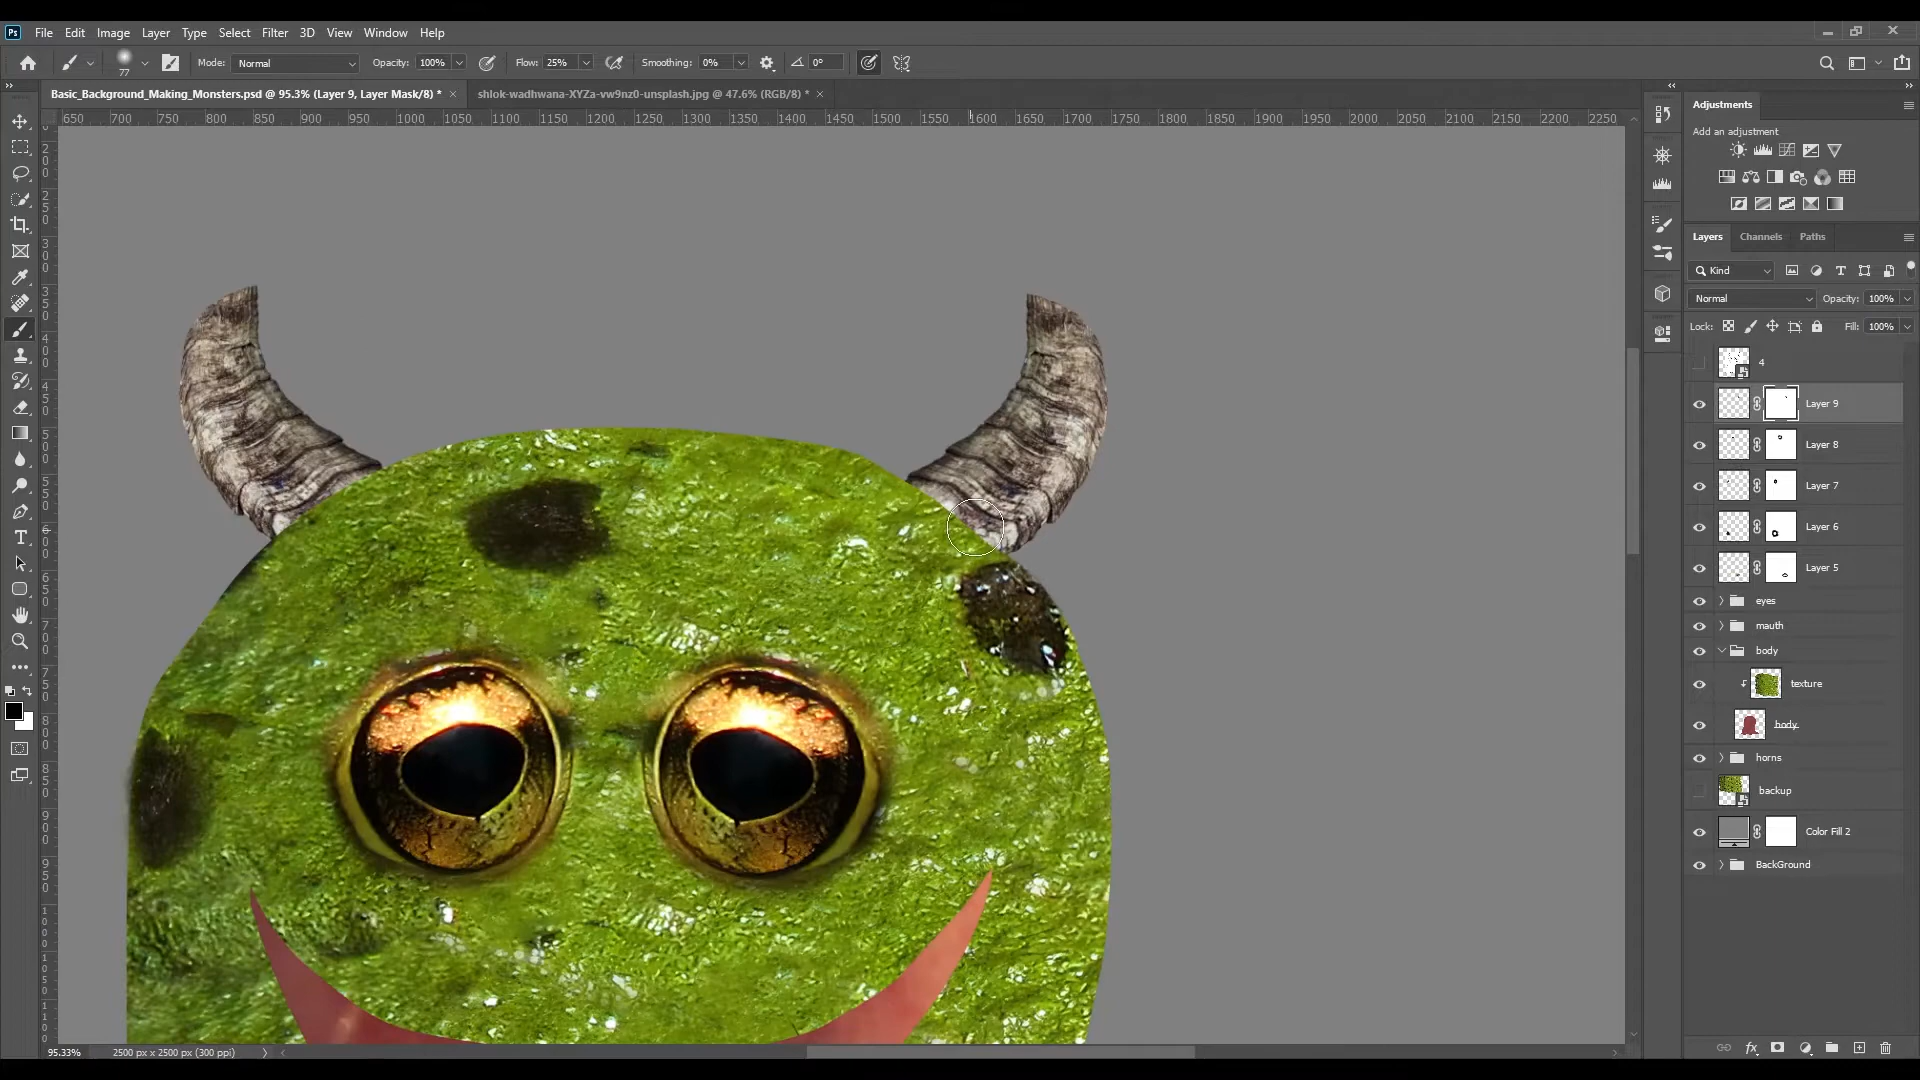 Ps File Edit Image Layer Type Select Filter 3D View Window Help
77 Mode: Normal Opacity: 100% Flow: 25% Smoothing: 0% 0°
Basic_Background_Making_Monsters.psd @ 95.3% (Layer 9, Layer Mask/8) * shlok-wadhwana-XYZa-vw9nz0-unsplash.jpg @ 47.6% (RGB/8) *
650 700 750 800 850 900 950 1000 1050 1100 1150 1200 1250 1300 1350 1400 1450 1500 1550 1600 1650 1700 1750 1800 1850 1900 1950 2000 2050 2100 2150 2200 2250
Adjustments
Add an adjustment
Layers Channels Paths
Kind
Normal Opacity: 100%
Lock: Fill: 100%
4
Layer 9
Layer 8
Layer 7
Layer 6
Layer 5
eyes
mauth
body
texture
body
horns
backup
Color Fill 2
BackGround
95.33% 2500 px x 2500 px (300 ppi)